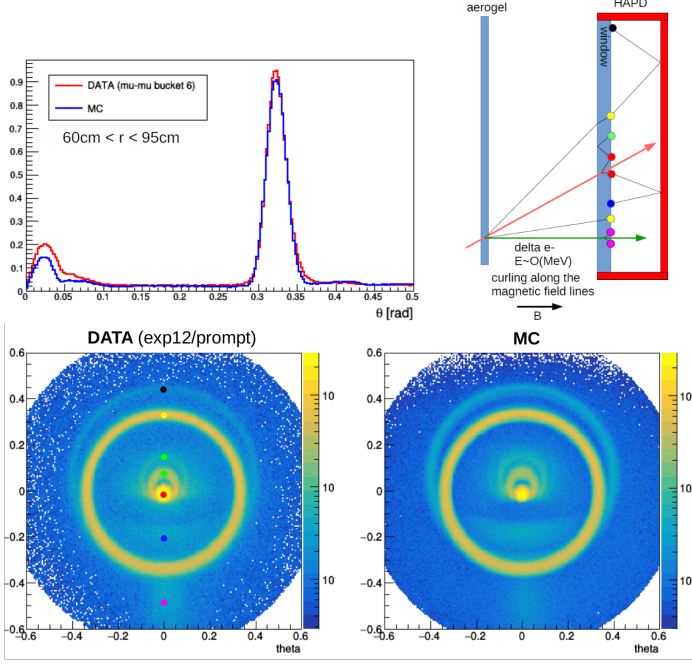 aerogel
HAPD
window
DATA (mu-mu bucket 6)
MC
60cm < r < 95cm
0.9
0.8
0.7
0.6
0.5
0.4
0.3
0.2
0.1
0
0 0.05 0.1 0.15 0.2 0.25 0.3 0.35 0.4 0.45 0.5
θ [rad]
delta e-
E~O(MeV)
curling along the
magnetic field lines
B
DATA (exp12/prompt)
MC
0.6
0.4
0.2
0
−0.2
−0.4
−0.6
−0.6 −0.4 −0.2 0 0.2 0.4 0.6
theta
10
10
10
0.6
0.4
0.2
0
−0.2
−0.4
−0.6
−0.6 −0.4 −0.2 0 0.2 0.4 0.6
theta
10
10
10